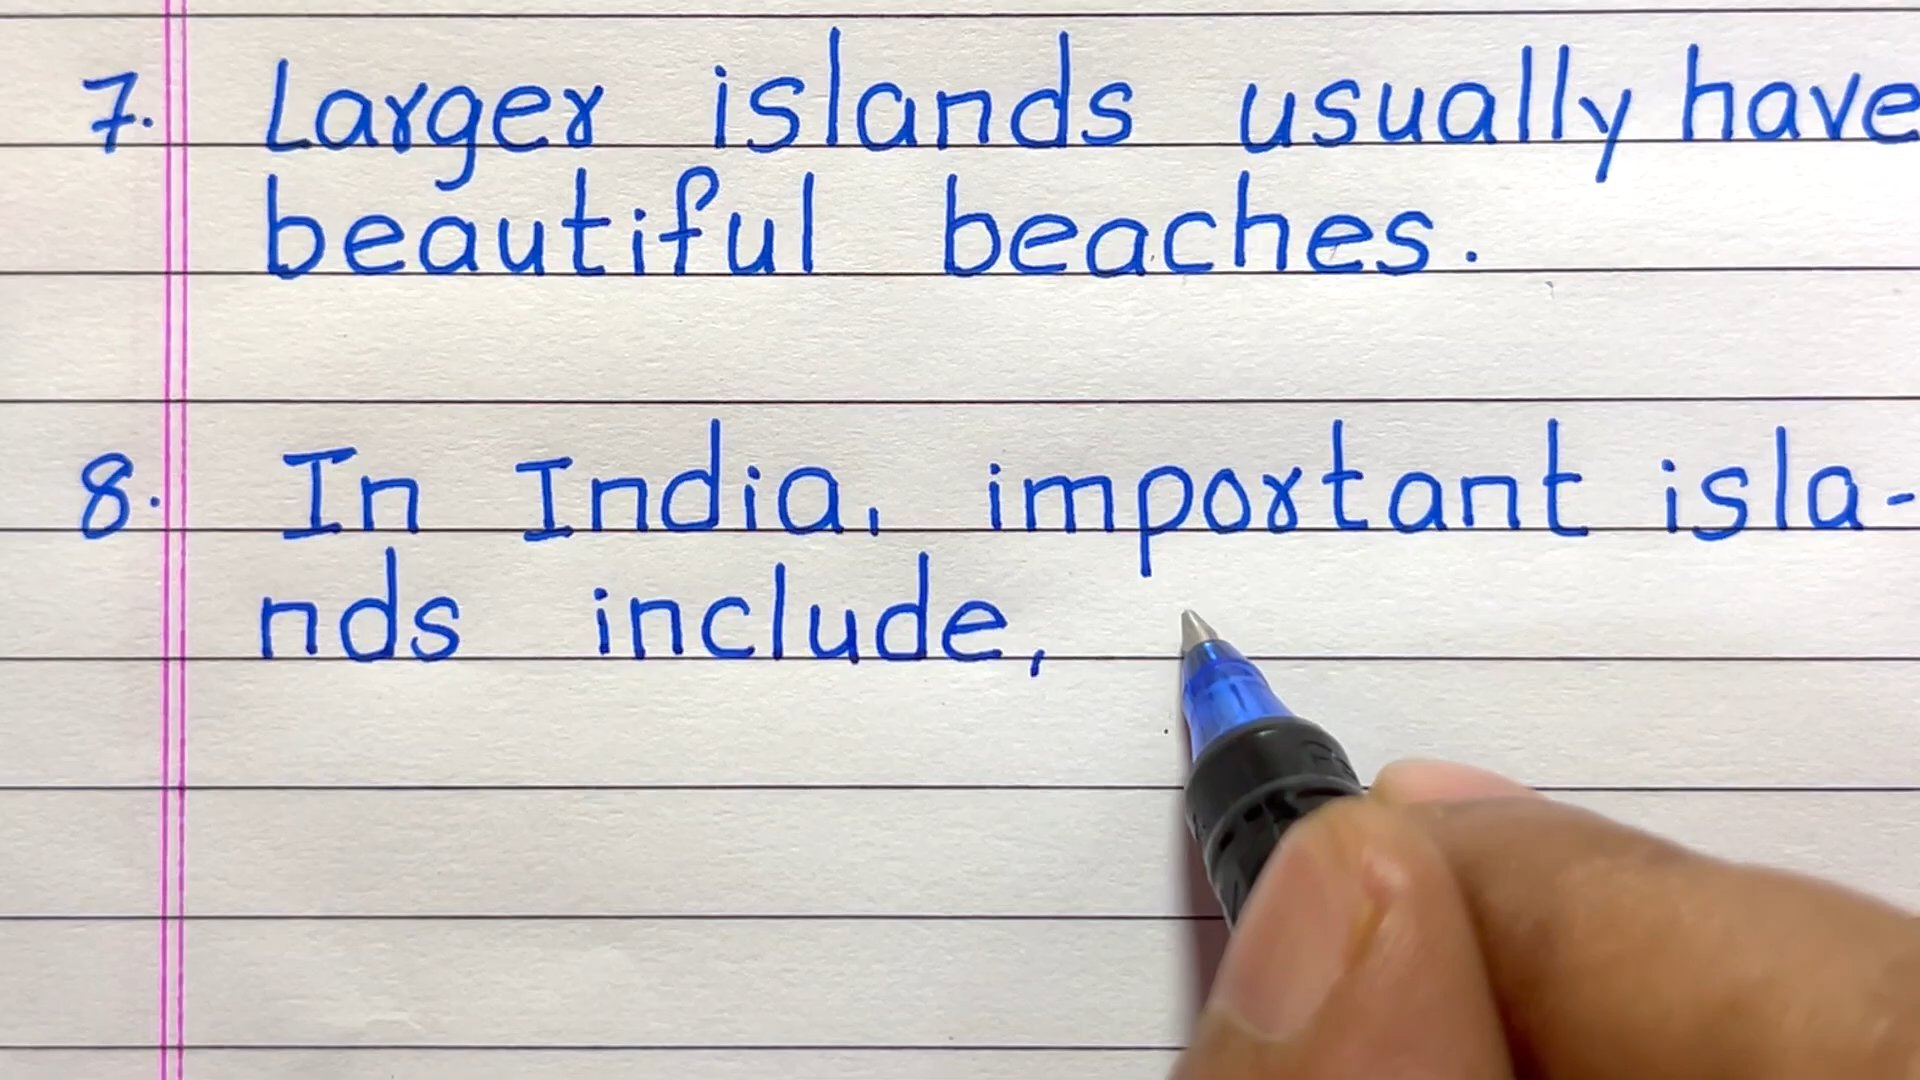 7. Larger islands usually have
beautiful beaches.
8. In India, important isla-
nds include,